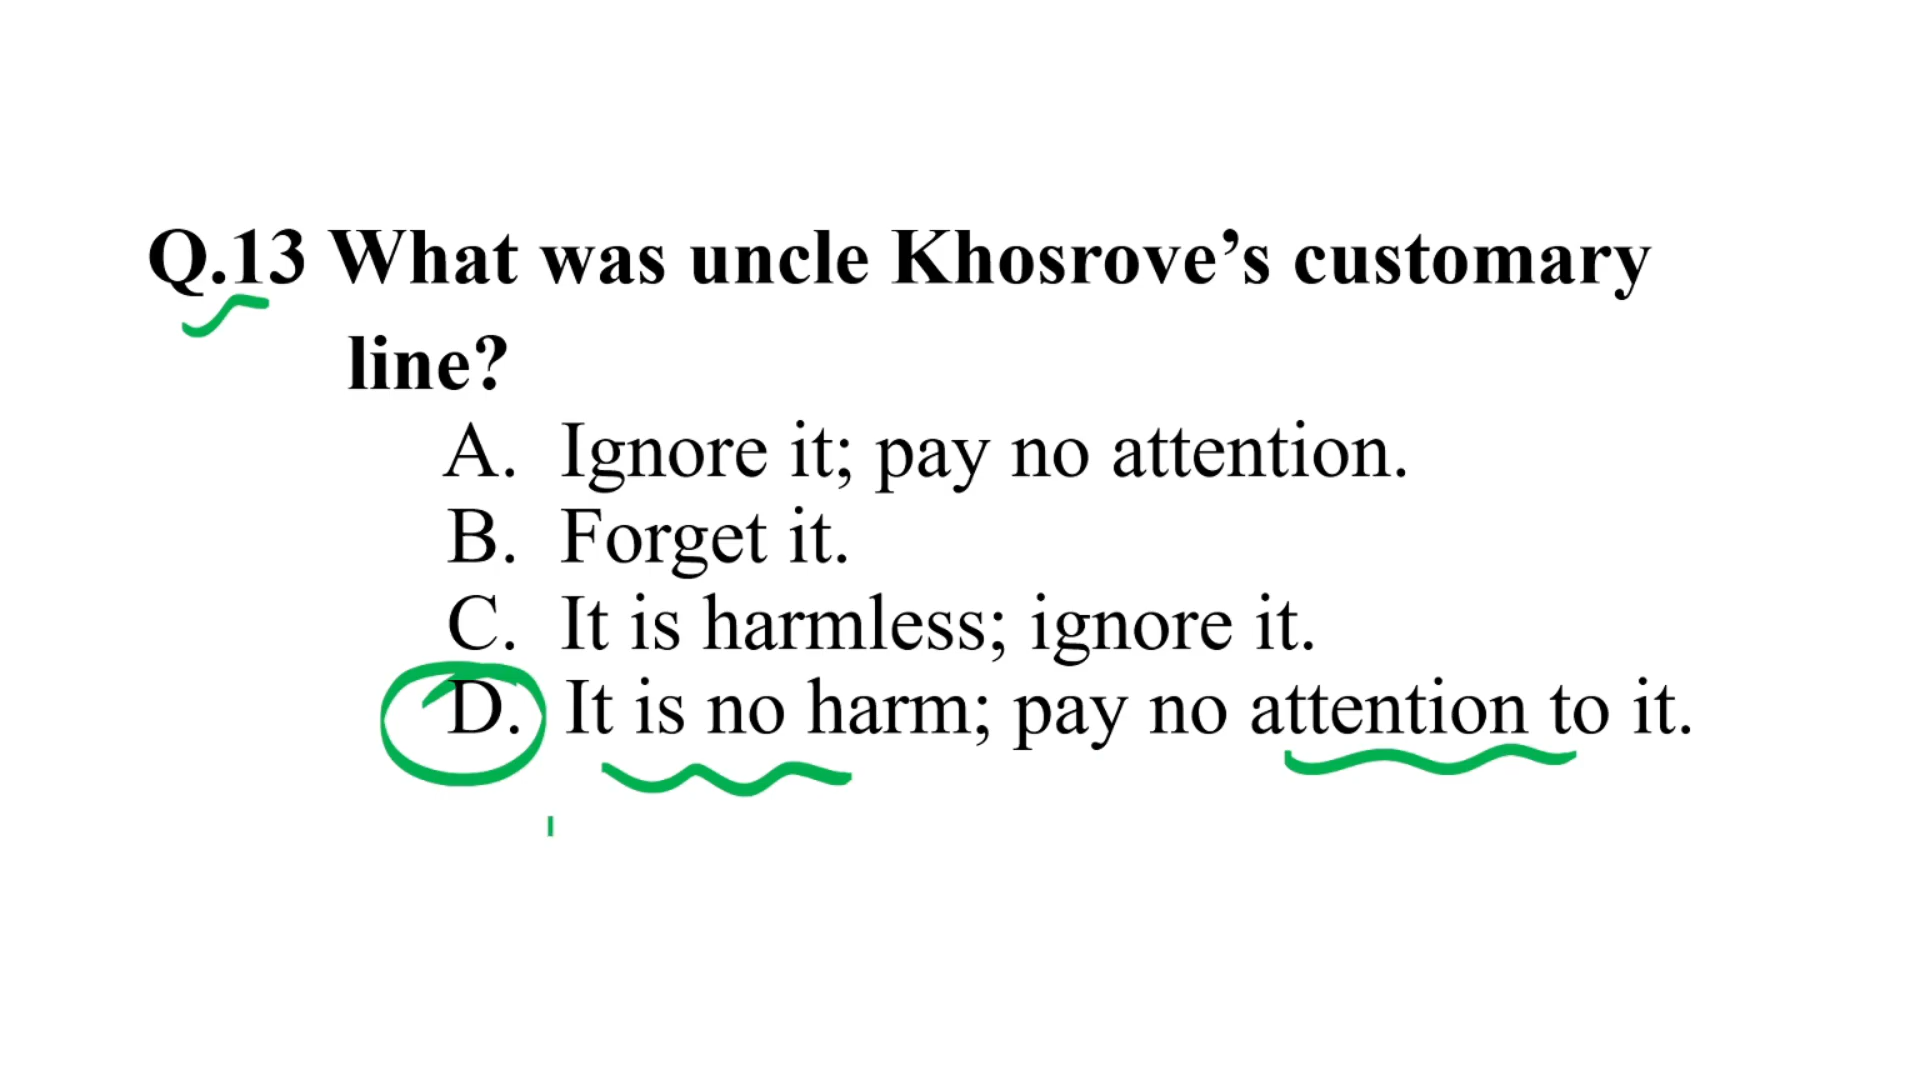 Q.13 What was uncle Khosrove’s customary
line?
A. Ignore it; pay no attention.
B. Forget it.
C. It is harmless; ignore it.
D. It is no harm; pay no attention to it.